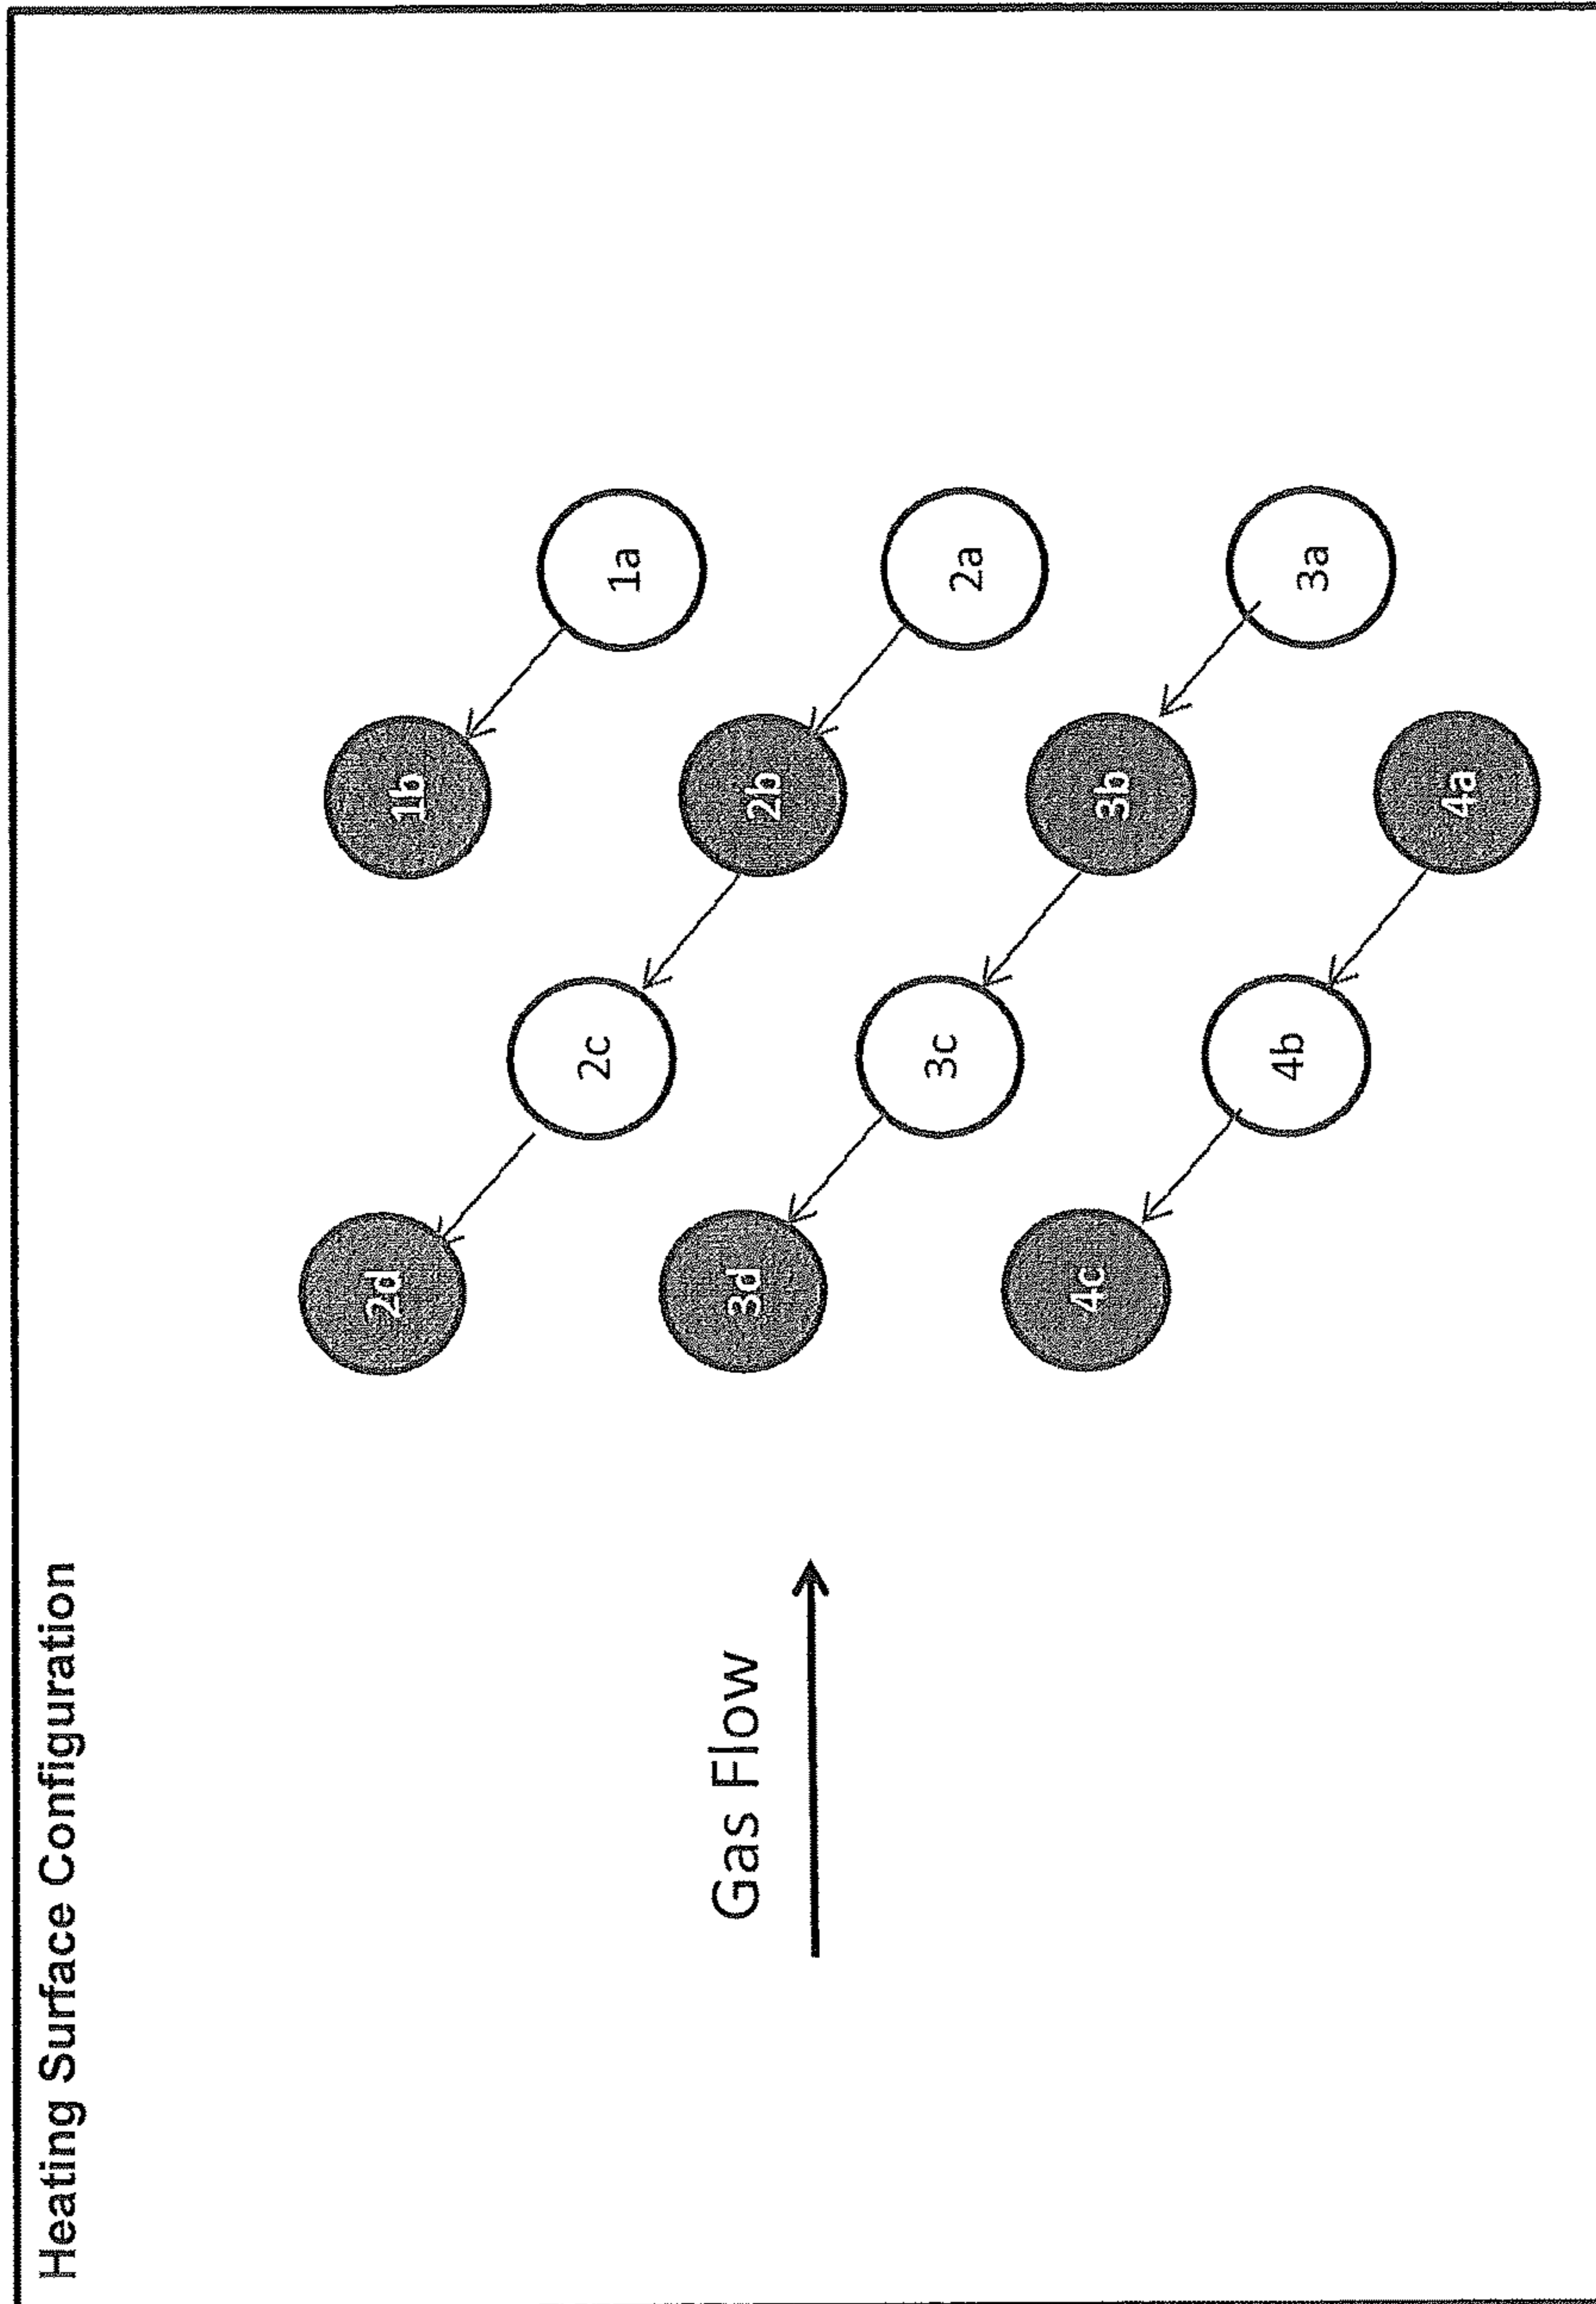 Heating Surface Configuration
2d
1b
2c
1a
Gas Flow
3d
2b
3c
2a
4c
3b
4b
3a
4a